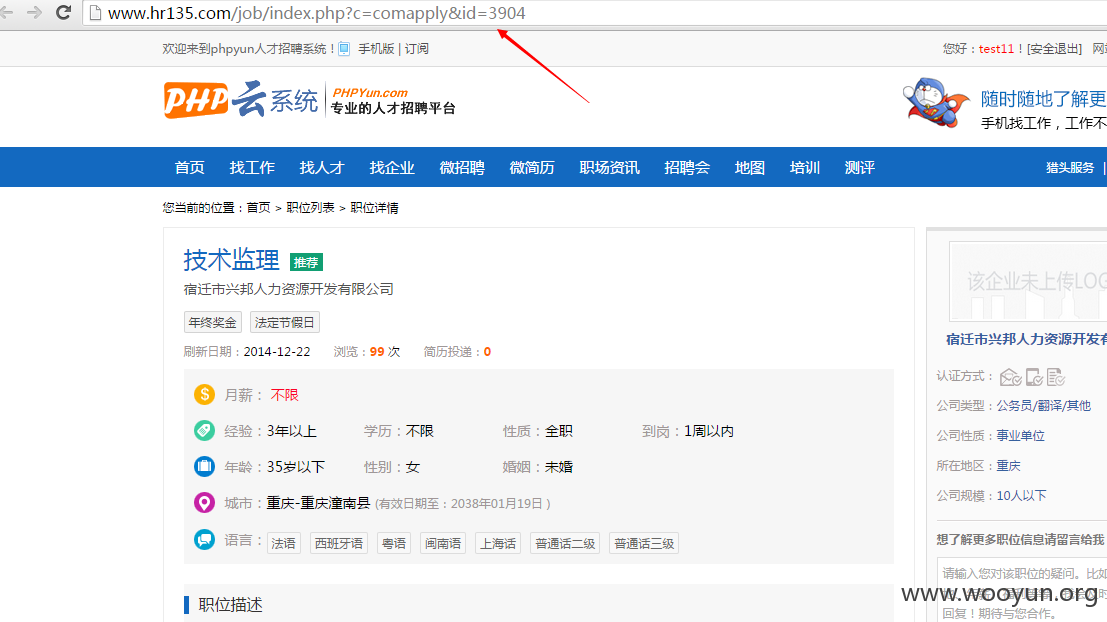 www.hr135.com/job/index.php?c=comapply&id=3904
欢迎来到phpyun人才招聘系统！ 手机版 | 订阅
您好：test11！[安全退出]
PHP云系统
PHPYun.com
专业的人才招聘平台
随时随地了解更
手机找工作，工作不
首页 找工作 找人才 找企业 微招聘 微简历 职场资讯 招聘会 地图 培训 测评 猎头服务 |
您当前的位置：首页 > 职位列表 > 职位详情
技术监理 推荐
宿迁市兴邦人力资源开发有限公司
年终奖金 法定节假日
刷新日期：2014-12-22 浏览：99 次 简历投递：0
月薪： 不限
经验：3年以上 学历：不限 性质：全职 到岗：1周以内
年龄：35岁以下 性别：女 婚姻：未婚
城市：重庆-重庆潼南县 (有效日期至：2038年01月19日 )
语言： 法语 西班牙语 粤语 闽南语 上海话 普通话二级 普通话三级
职位描述
该企业未上传LOG
宿迁市兴邦人力资源开发有
认证方式：
公司类型：公务员/翻译/其他
公司性质：事业单位
所在地区：重庆
公司规模：10人以下
想了解更多职位信息请留言给我
请输入您对该职位的疑问。比如
回复！期待与您合作。
www.wooyun.org